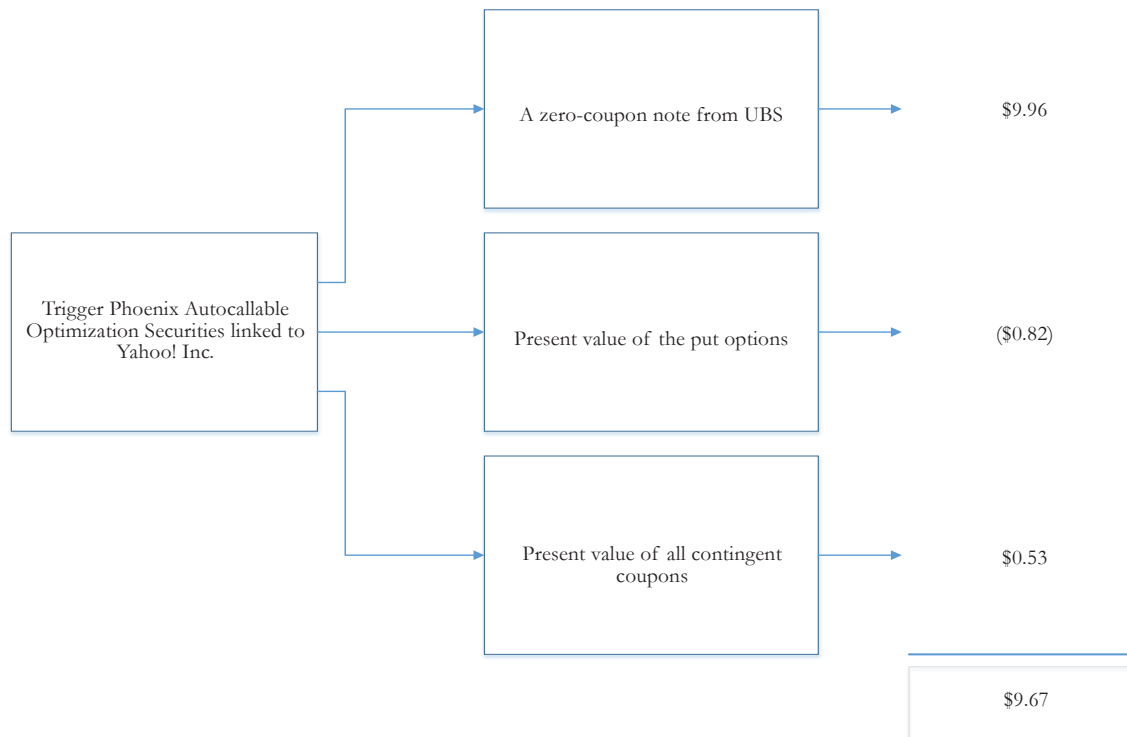 A zero-coupon note from UBS
$9.96
Trigger Phoenix Autocallable
Optimization Securities linked to
Yahoo! Inc.
Present value of the put options
($0.82)
Present value of all contingent
coupons
$0.53
$9.67